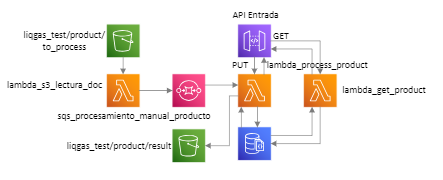 liqgas_test/product/
to_process
API Entrada
GET
lambda_s3_lectura_doc
PUT
lambda_process_product
lambda_get_product
sqs_procesamiento_manual_producto
liqgas_test/product/result